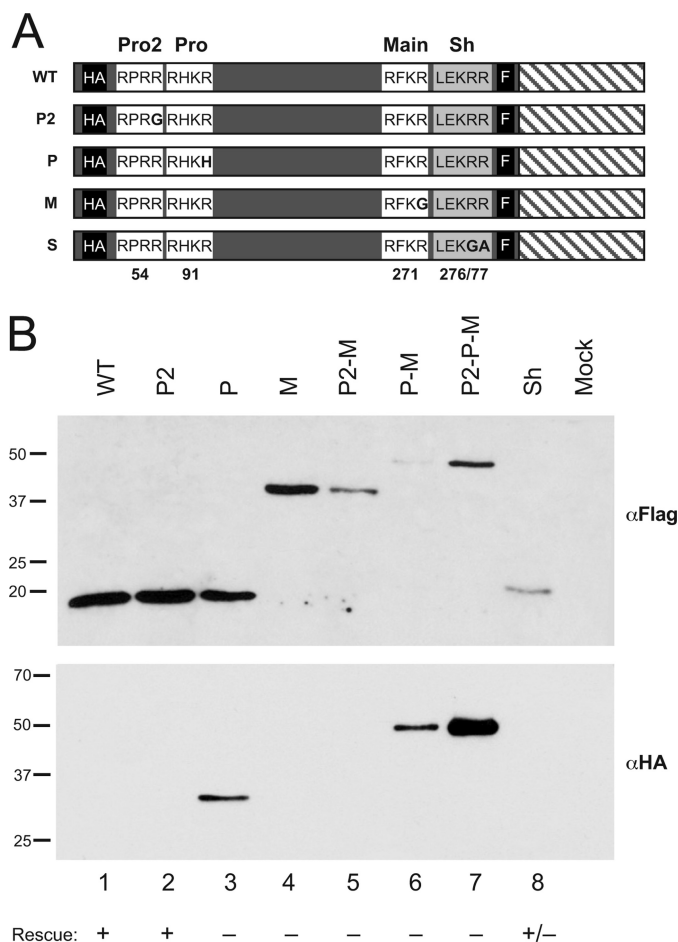 A
Pro2 Pro Main Sh
WT HA RPRR RHKR RFKR LEKRR F
P2 HA RPRG RHKR RFKR LEKRR F
P HA RPRR RHKH RFKR LEKRR F
M HA RPRR RHKR RFKG LEKRR F
S HA RPRR RHKR RFKR LEKGA F
54 91 271 276/77
B
WT P2 P M P2-M P-M P2-P-M Sh Mock
50
37
25
20
αFlag
70
50
37
25
αHA
1 2 3 4 5 6 7 8
Rescue: + + – – – – – +/–